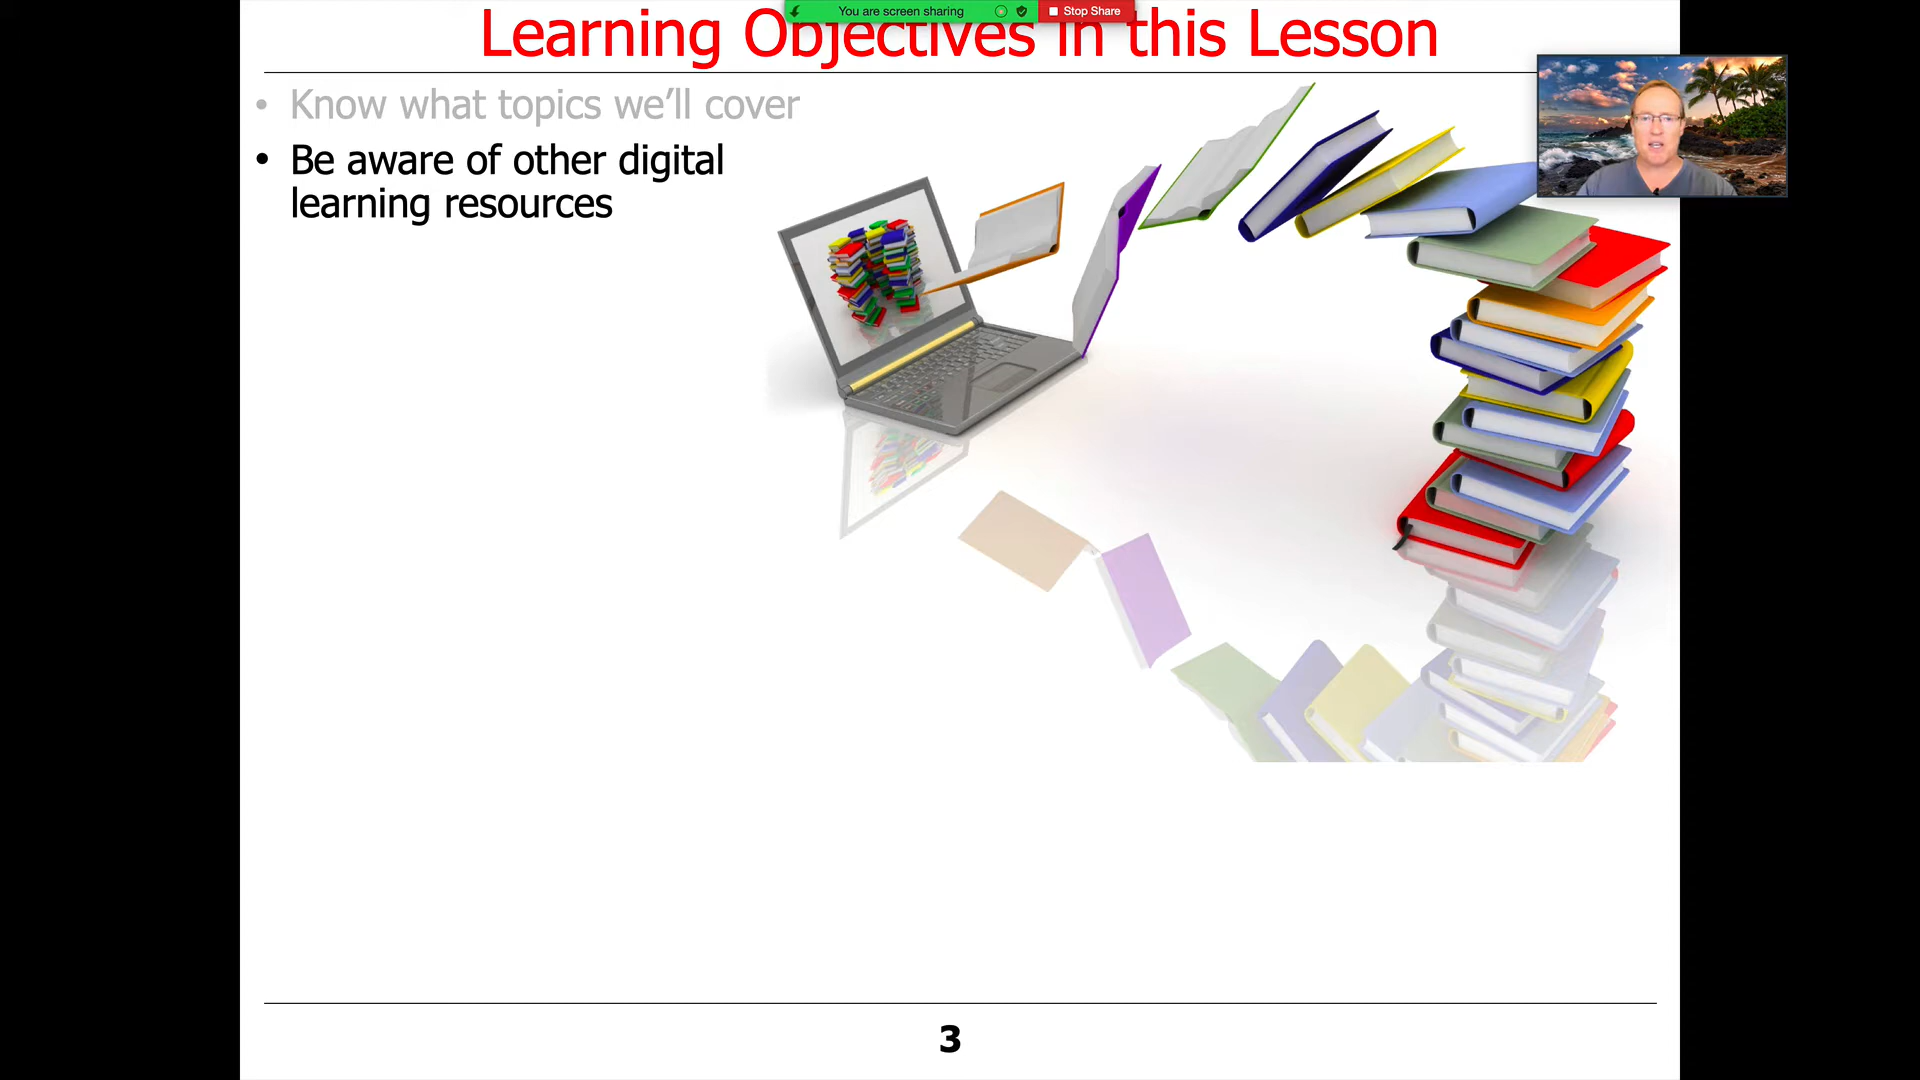 You are screen sharing
Stop Share
Learning Objectives in this Lesson
• Know what topics we’ll cover
• Be aware of other digital
learning resources
3